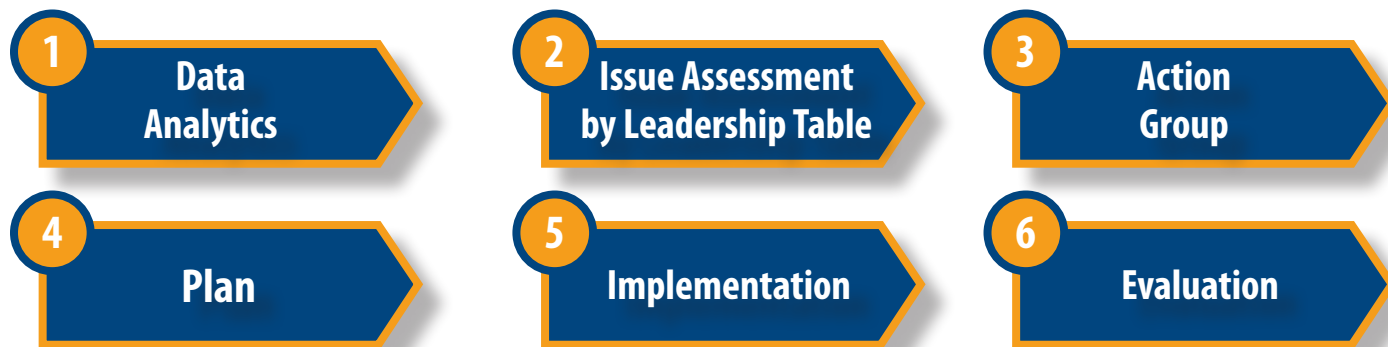 1
Data
Analytics
2
Issue Assessment
by Leadership Table
3
Action
Group
4
Plan
5
Implementation
6
Evaluation